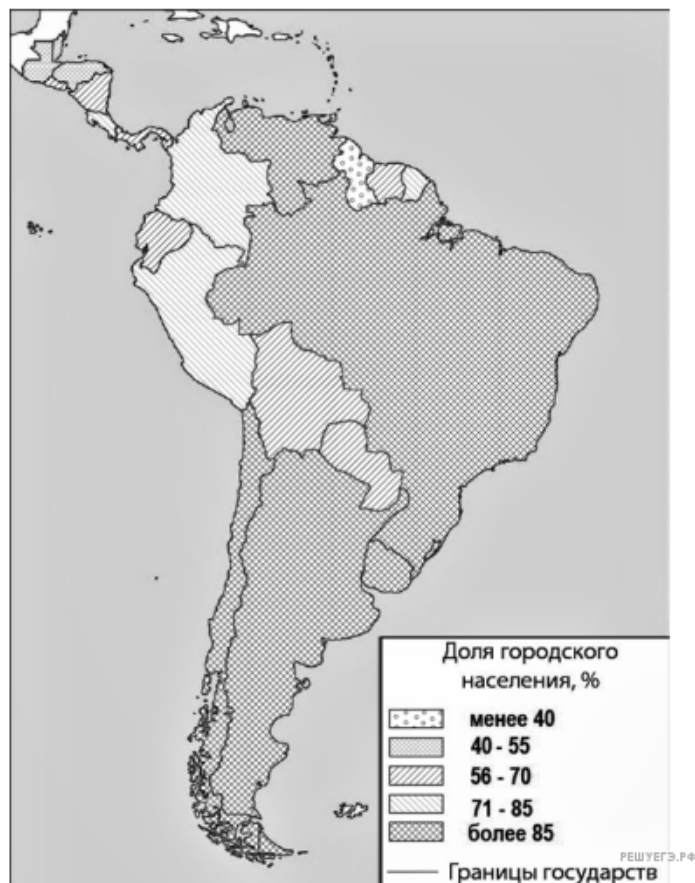 Доля городского
населения, %
менее 40
40 - 55
56 - 70
71 - 85
более 85
РЕШУЕГЭ.РФ
Границы государств